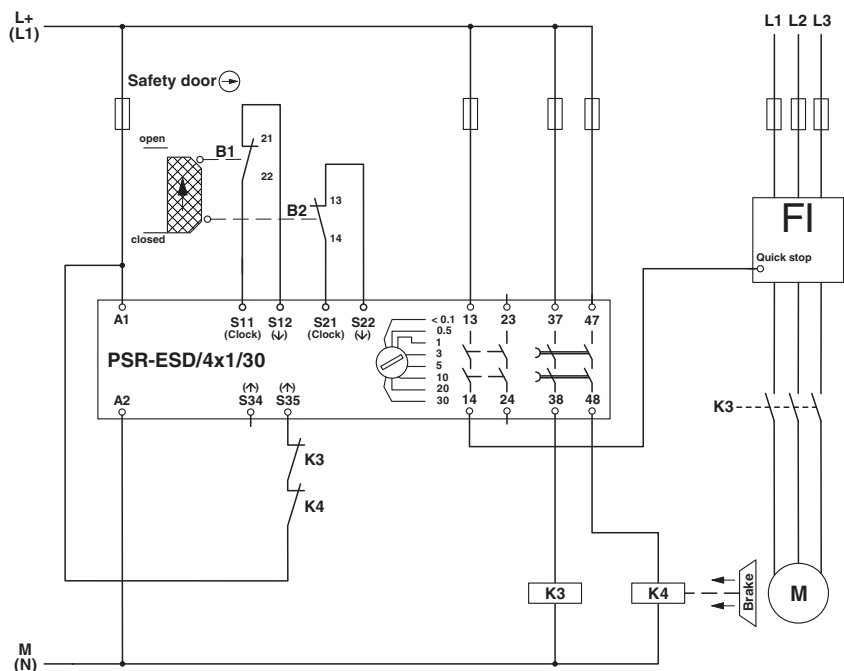 L+
(L1)
L1 L2 L3
Safety door
open
B1
21
22
B2
13
14
closed
FI
Quick stop
A1
S11
(Clock)
S12
(↓)
S21
(Clock)
S22
(↓)
< 0.1
0.5
1
3
5
10
20
30
13
23
37
47
PSR-ESD/4x1/30
A2
(↑)
S34
(↑)
S35
14
24
38
48
K3
K3
K4
K3
K4
Brake
M
M
(N)